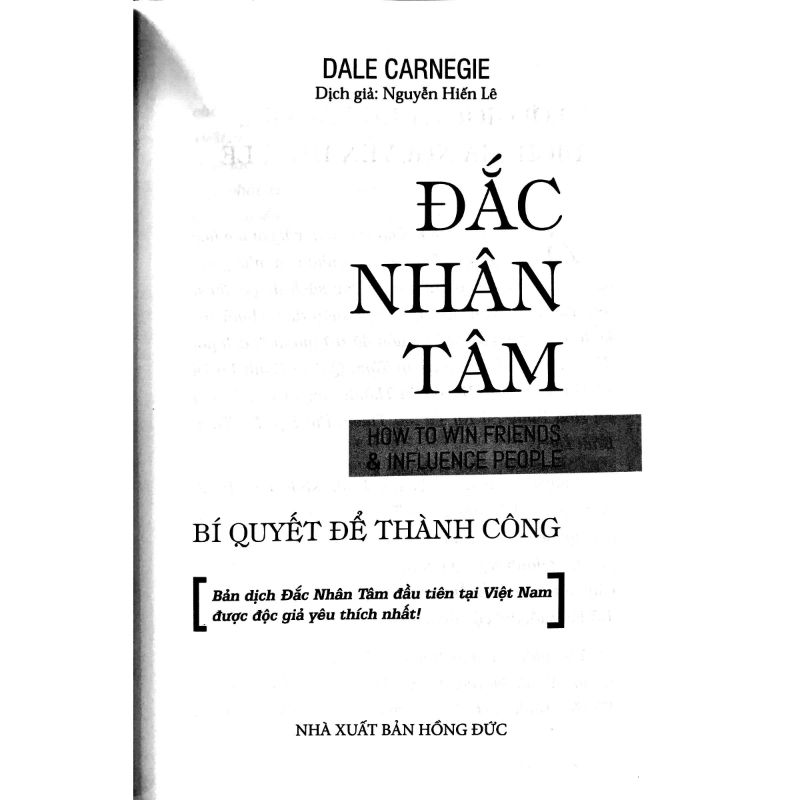 DALE CARNEGIE
Dịch giả: Nguyễn Hiến Lê
ĐẮC
NHÂN
TÂM
HOW TO WIN FRIENDS
& INFLUENCE PEOPLE
BÍ QUYẾT ĐỂ THÀNH CÔNG
Bản dịch Đắc Nhân Tâm đầu tiên tại Việt Nam
được độc giả yêu thích nhất!
NHÀ XUẤT BẢN HỒNG ĐỨC